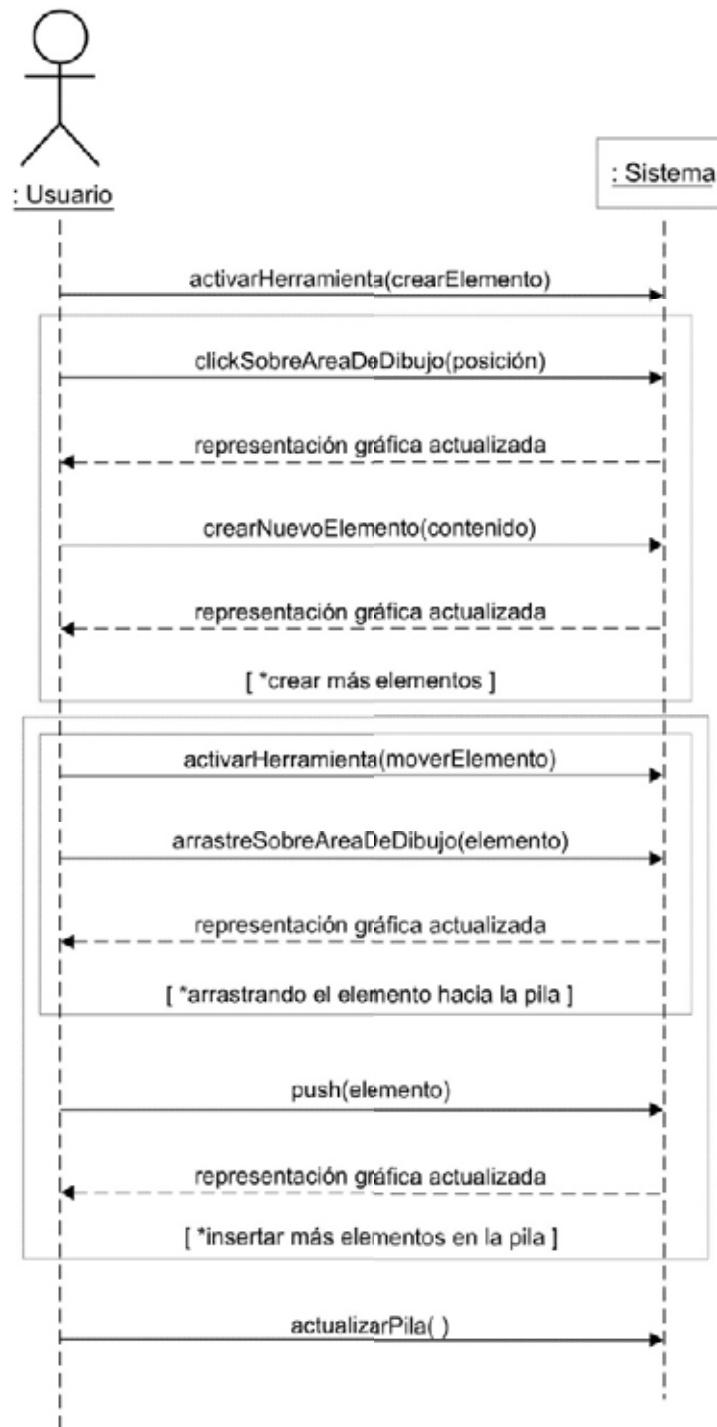 : Usuario
: Sistema
activarHerramienta(crearElemento)
clickSobreAreaDeDibujo(posición)
representación gráfica actualizada
crearNuevoElemento(contenido)
representación gráfica actualizada
[ *crear más elementos ]
activarHerramienta(moverElemento)
arrastreSobreAreaDeDibujo(elemento)
representación gráfica actualizada
[ *arrastrando el elemento hacia la pila ]
push(elemento)
representación gráfica actualizada
[ *insertar más elementos en la pila ]
actualizarPila( )